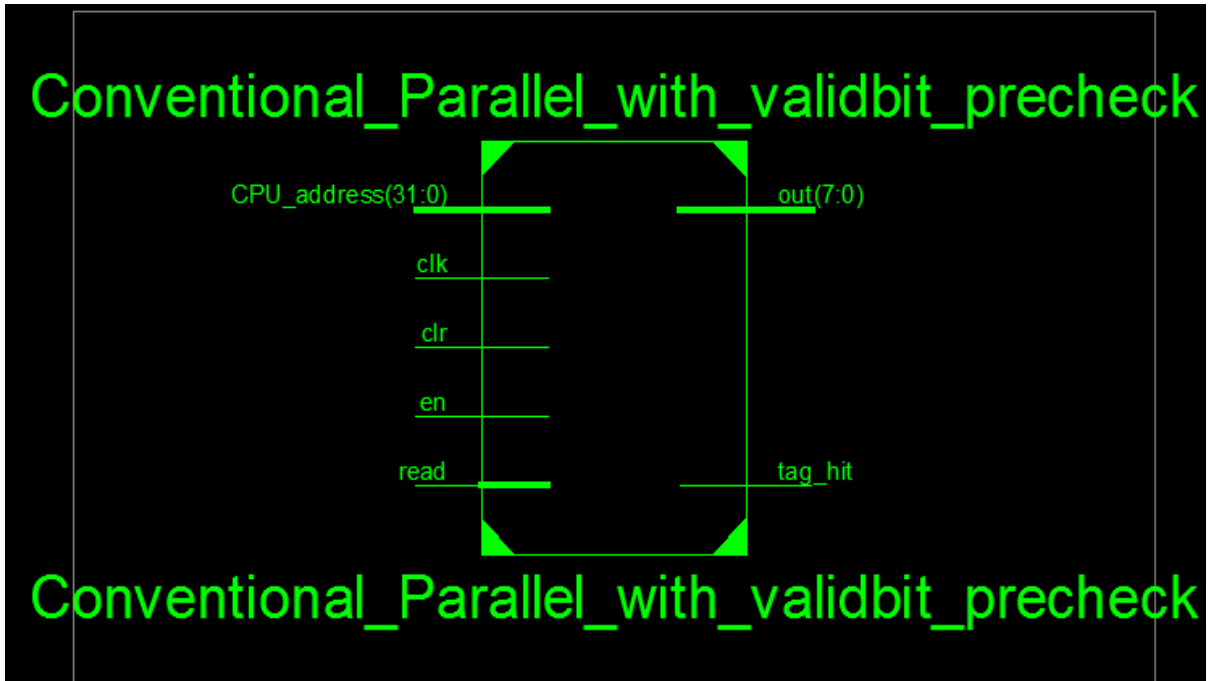 Conventional_Parallel_with_validbit_precheck
CPU_address(31:0)
out(7:0)
clk
clr
en
read
tag_hit
Conventional_Parallel_with_validbit_precheck